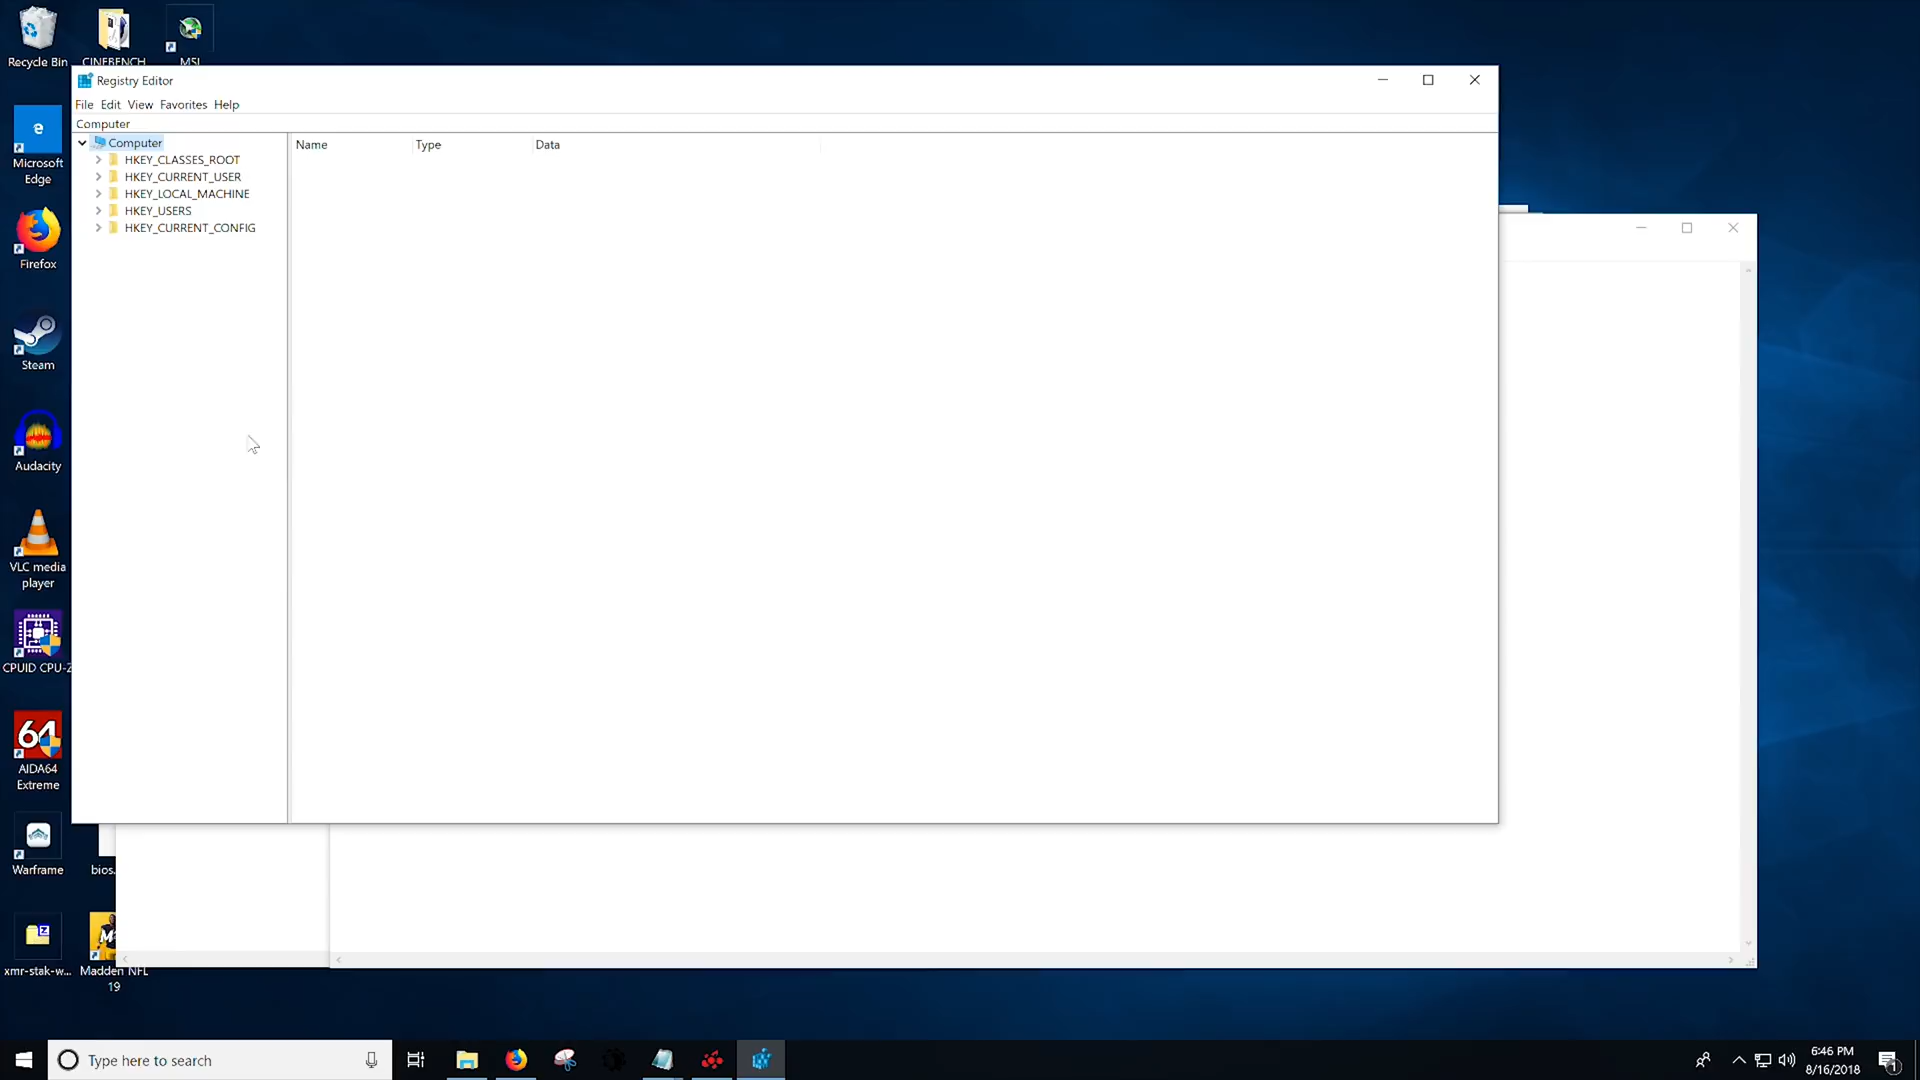 Recycle Bin
CINEBENCH
MSI
Registry Editor
File Edit View Favorites Help
Computer
Computer
HKEY_CLASSES_ROOT
HKEY_CURRENT_USER
HKEY_LOCAL_MACHINE
HKEY_USERS
HKEY_CURRENT_CONFIG
Name Type Data
Microsoft
Edge
Firefox
Steam
Audacity
VLC media
player
CPUID CPU-Z
64
AIDA64
Extreme
Warframe
bios.
xmr-stak-w...
Madden NFL
19
Type here to search
6:46 PM
8/16/2018
1